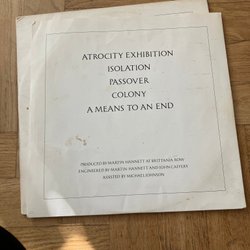 ATROCITY EXHIBITION
ISOLATION
PASSOVER
COLONY
A MEANS TO AN END
PRODUCED BY MARTIN HANNETT AT BRITTANIA ROW
ENGINEERED BY MARTIN HANNETT AND JOHN CAFFERY
ASSISTED BY MICHAEL JOHNSON